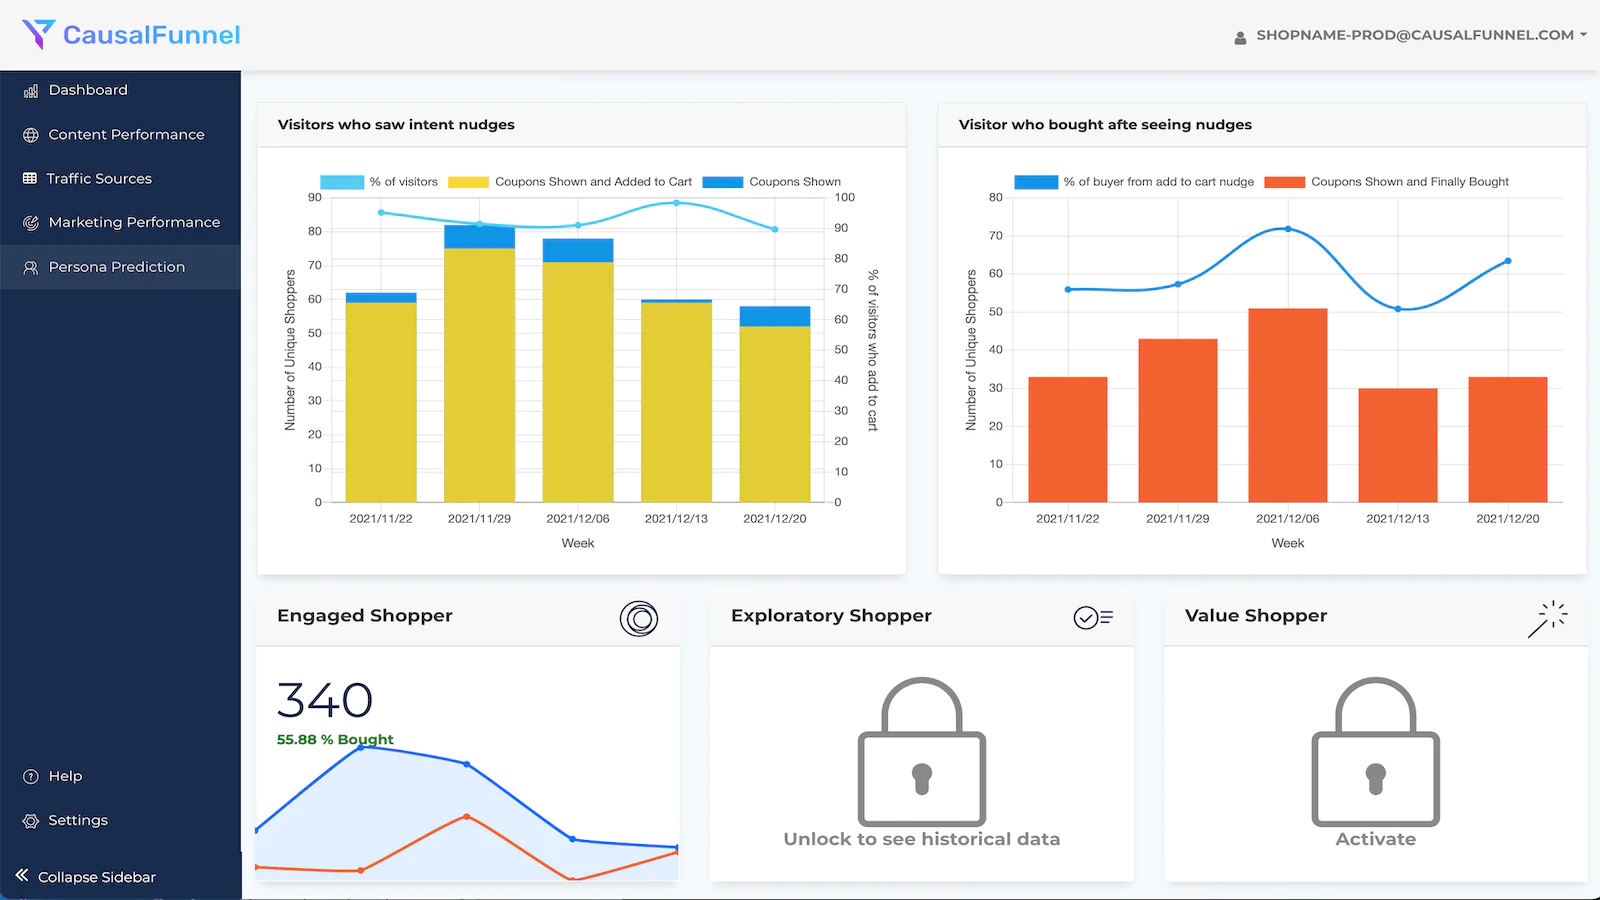 CausalFunnel
SHOPNAME-PROD@CAUSALFUNNEL.COM
Dashboard
Content Performance
Traffic Sources
Marketing Performance
Persona Prediction
Help
Settings
Collapse Sidebar
Visitors who saw intent nudges
% of visitors
Coupons Shown and Added to Cart
Coupons Shown
Number of Unique Shoppers
90
80
70
60
50
40
30
20
10
0
100
90
80
70
60
50
40
30
20
10
0
% of visitors who add to cart
2021/11/22
2021/11/29
2021/12/06
2021/12/13
2021/12/20
Week
Visitor who bought afte seeing nudges
% of buyer from add to cart nudge
Coupons Shown and Finally Bought
Number of Unique Shoppers
80
70
60
50
40
30
20
10
0
2021/11/22
2021/11/29
2021/12/06
2021/12/13
2021/12/20
Week
Engaged Shopper
340
55.88 % Bought
Exploratory Shopper
Unlock to see historical data
Value Shopper
Activate